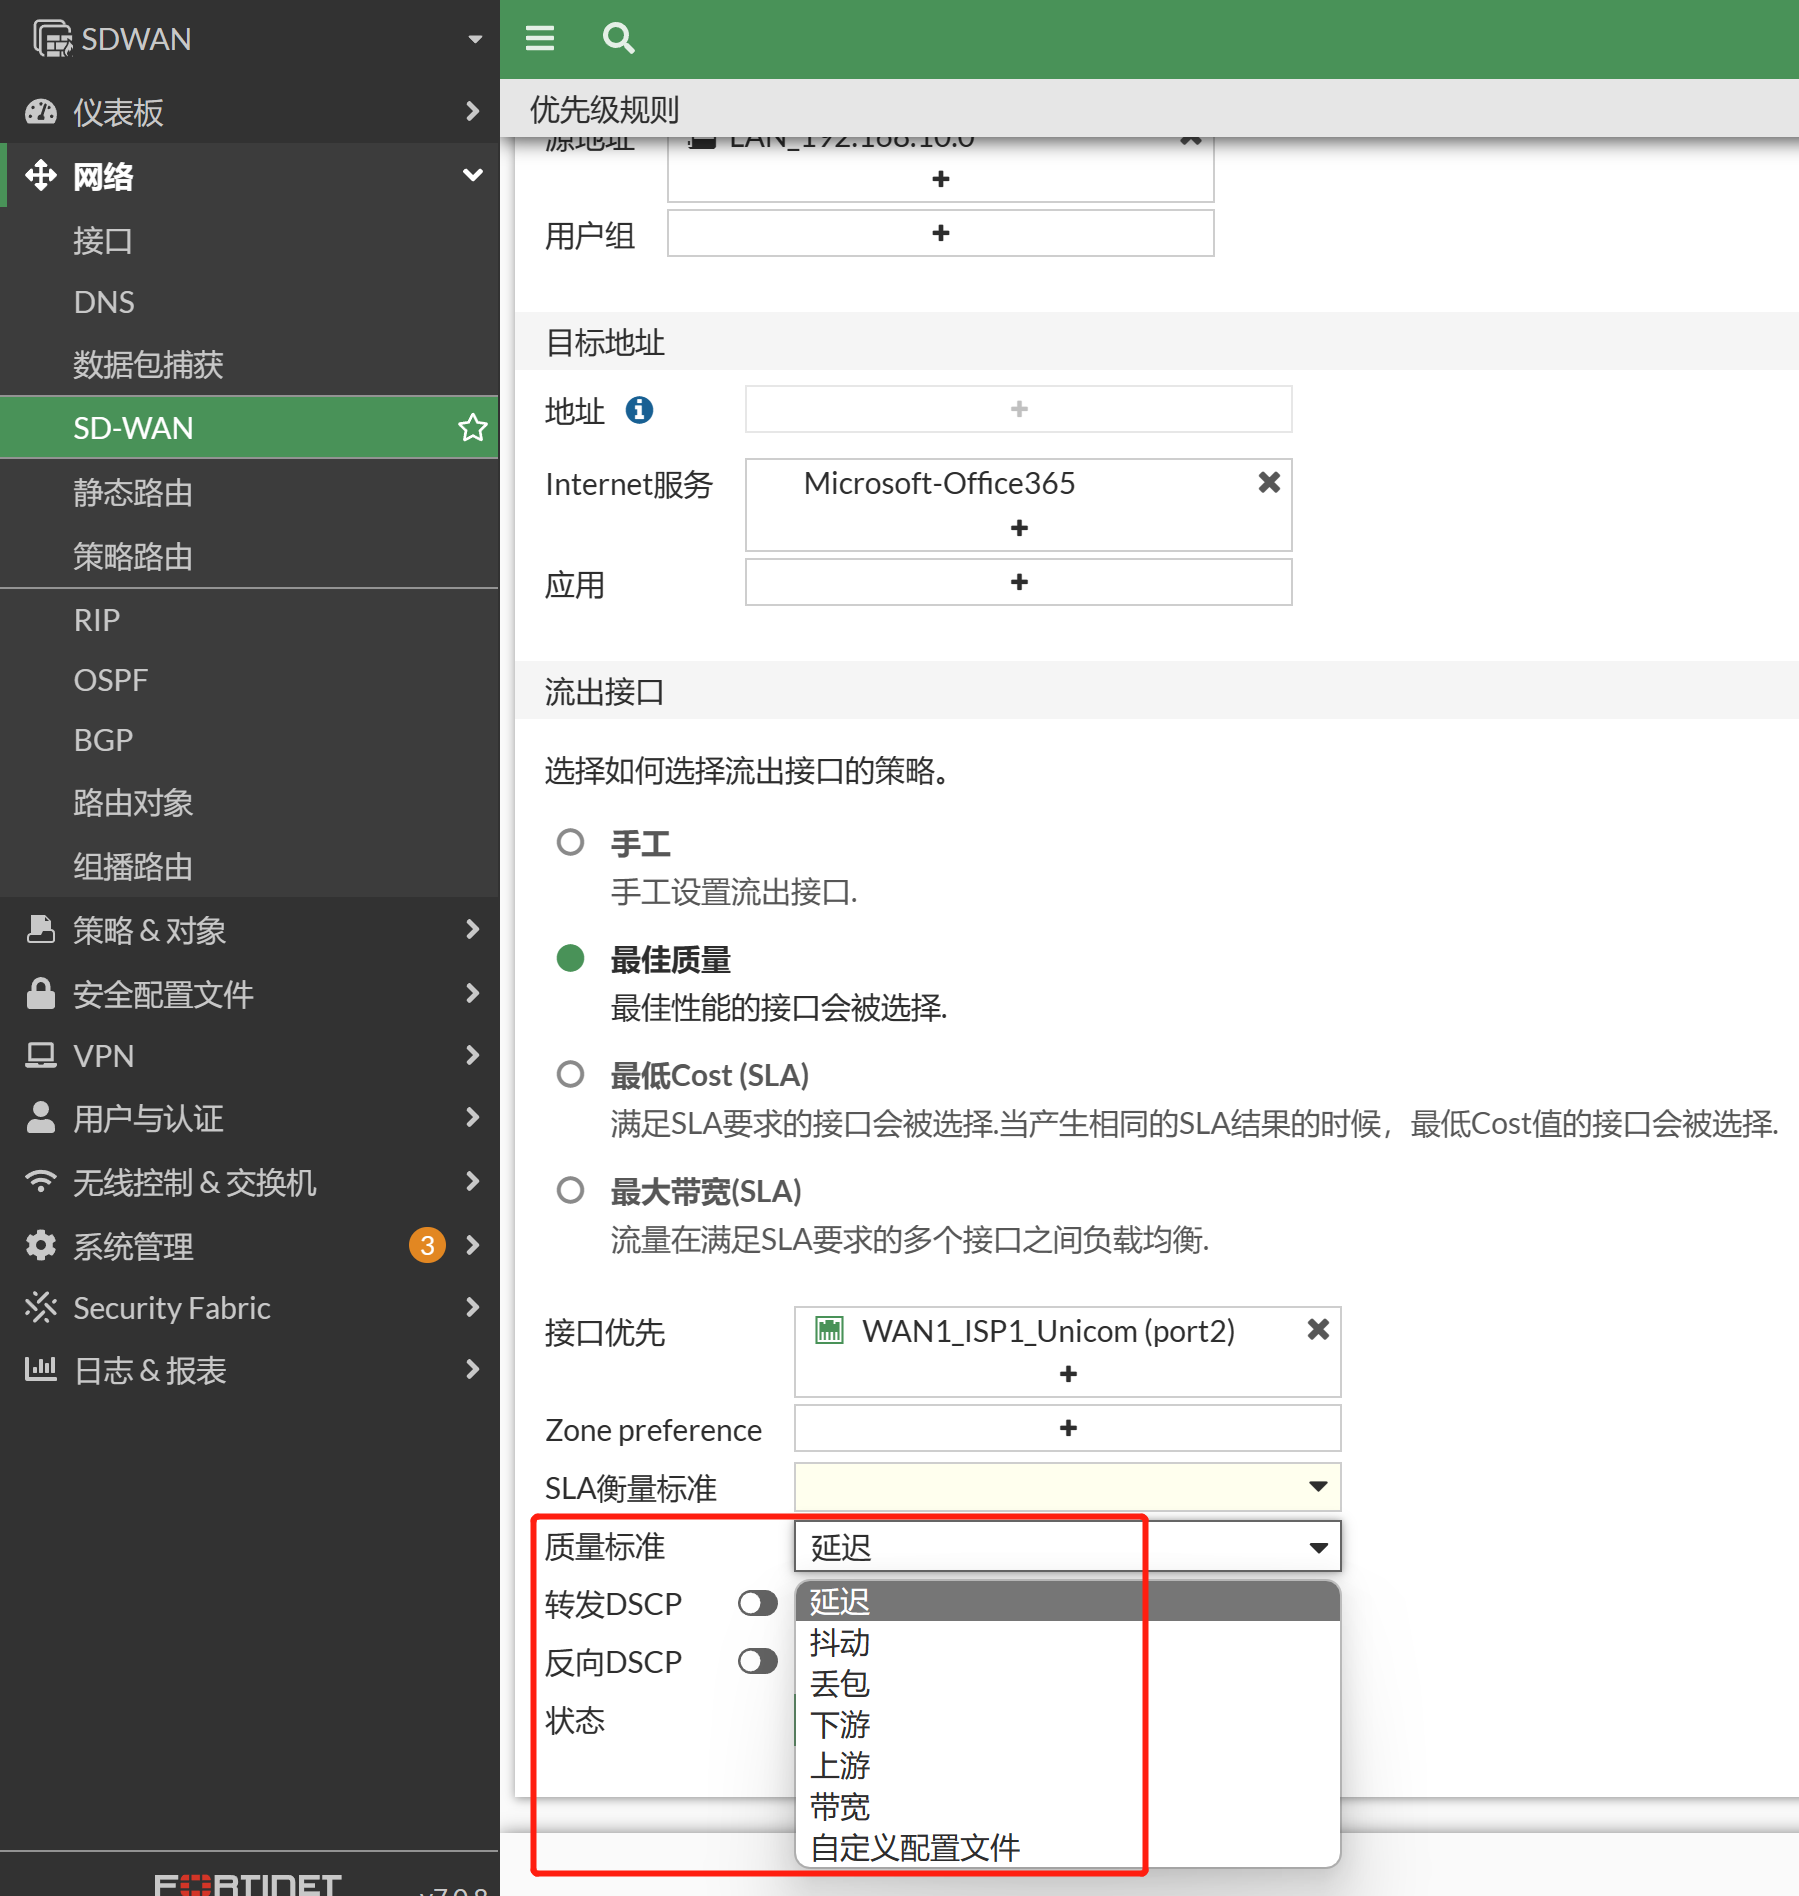 SDWAN
仪表板
网络
接口
DNS
数据包捕获
SD-WAN
静态路由
策略路由
RIP
OSPF
BGP
路由对象
组播路由
策略 & 对象
安全配置文件
VPN
用户与认证
无线控制 & 交换机
系统管理 3
Security Fabric
日志 & 报表
FORTINET v7.0.8
优先级规则
源地址 LAN_192.168.10.0
用户组
目标地址
地址
Internet服务 Microsoft-Office365
应用
流出接口
选择如何选择流出接口的策略。
手工
手工设置流出接口.
最佳质量
最佳性能的接口会被选择.
最低Cost (SLA)
满足SLA要求的接口会被选择.当产生相同的SLA结果的时候，最低Cost值的接口会被选择.
最大带宽(SLA)
流量在满足SLA要求的多个接口之间负载均衡.
接口优先 WAN1_ISP1_Unicom (port2)
Zone preference
SLA衡量标准
质量标准 延迟
转发DSCP
反向DSCP
状态
延迟
抖动
丢包
下游
上游
带宽
自定义配置文件